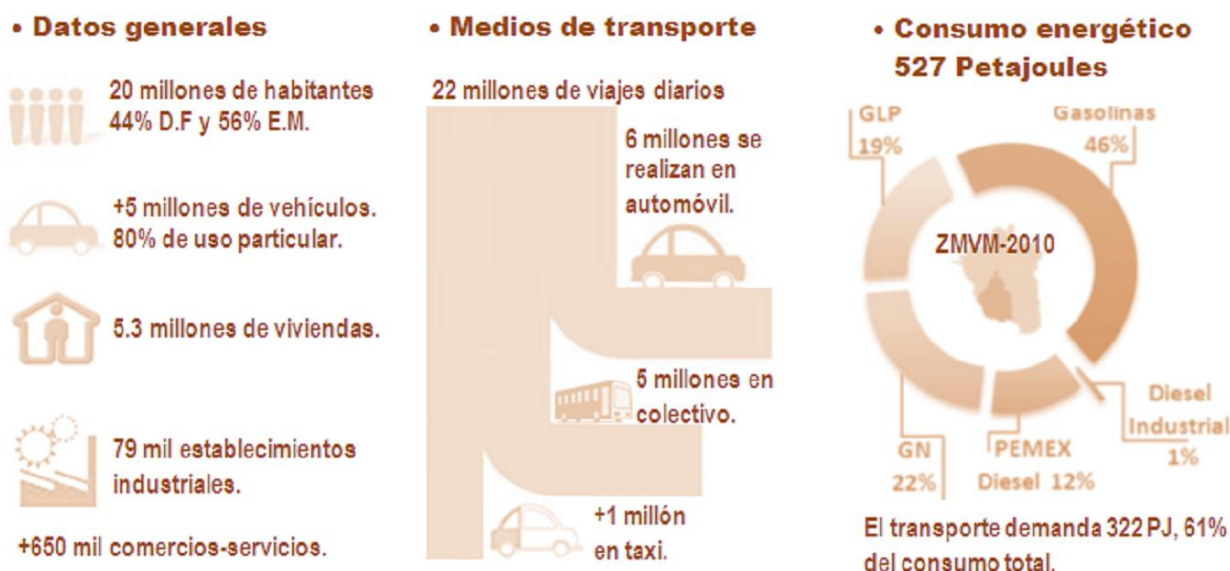 • Datos generales
20 millones de habitantes
44% D.F y 56% E.M.
+5 millones de vehículos.
80% de uso particular.
5.3 millones de viviendas.
79 mil establecimientos
industriales.
+650 mil comercios-servicios.
• Medios de transporte
22 millones de viajes diarios
6 millones se
realizan en
automóvil.
5 millones en
colectivo.
+1 millón
en taxi.
• Consumo energético
527 Petajoules
GLP
19%
Gasolinas
46%
ZMVM-2010
Diesel
Industrial
1%
GN
22%
PEMEX
Diesel 12%
El transporte demanda 322 PJ, 61%
del consumo total.